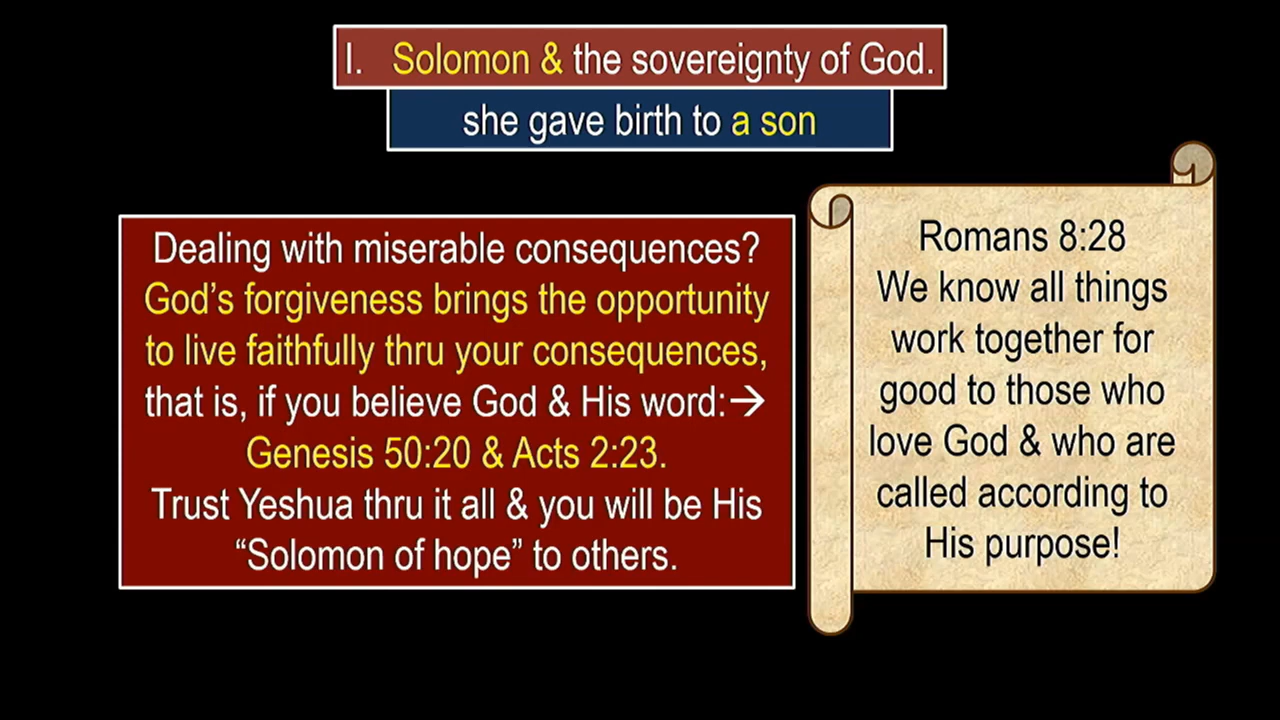 I. Solomon & the sovereignty of God.
she gave birth to a son
Dealing with miserable consequences?
God’s forgiveness brings the opportunity
to live faithfully thru your consequences,
that is, if you believe God & His word:→
Genesis 50:20 & Acts 2:23.
Trust Yeshua thru it all & you will be His
“Solomon of hope” to others.
Romans 8:28
We know all things
work together for
good to those who
love God & who are
called according to
His purpose!